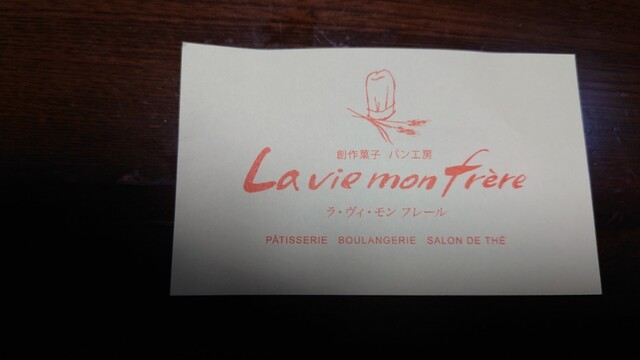 創作菓子 パン工房
La vie mon frère
ラ・ヴィ・モン フレール
PÂTISSERIE BOULANGERIE SALON DE THÉ